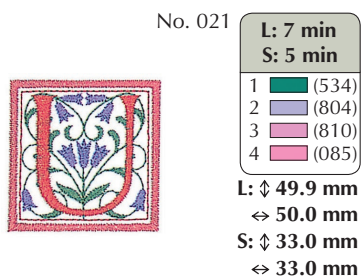 No. 021
L: 7 min
S: 5 min
1 (534)
2 (804)
3 (810)
4 (085)
L: ⇕ 49.9 mm
⇔ 50.0 mm
S: ⇕ 33.0 mm
⇔ 33.0 mm
U